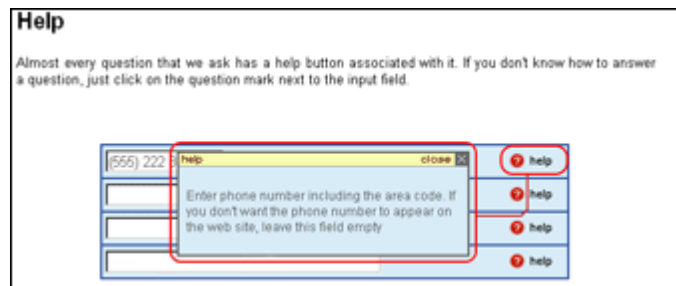 Help
Almost every question that we ask has a help button associated with it. If you don't know how to answer
a question, just click on the question mark next to the input field.
(555) 222
help close
? help
Enter phone number including the area code. If
you don't want the phone number to appear on
the web site, leave this field empty
? help
? help
? help